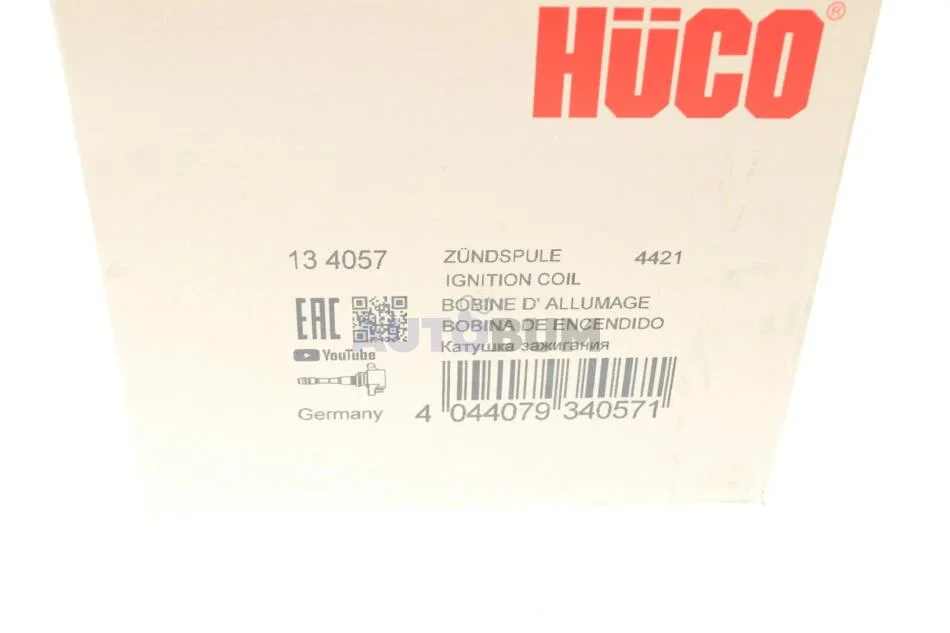 HÜCO®
13 4057 ZÜNDSPULE 4421
IGNITION COIL
BOBINE D' ALLUMAGE
EAC BOBINA DE ENCENDIDO
AUTOBUM
YouTube Катушка зажигания
Germany 4 044079 340571